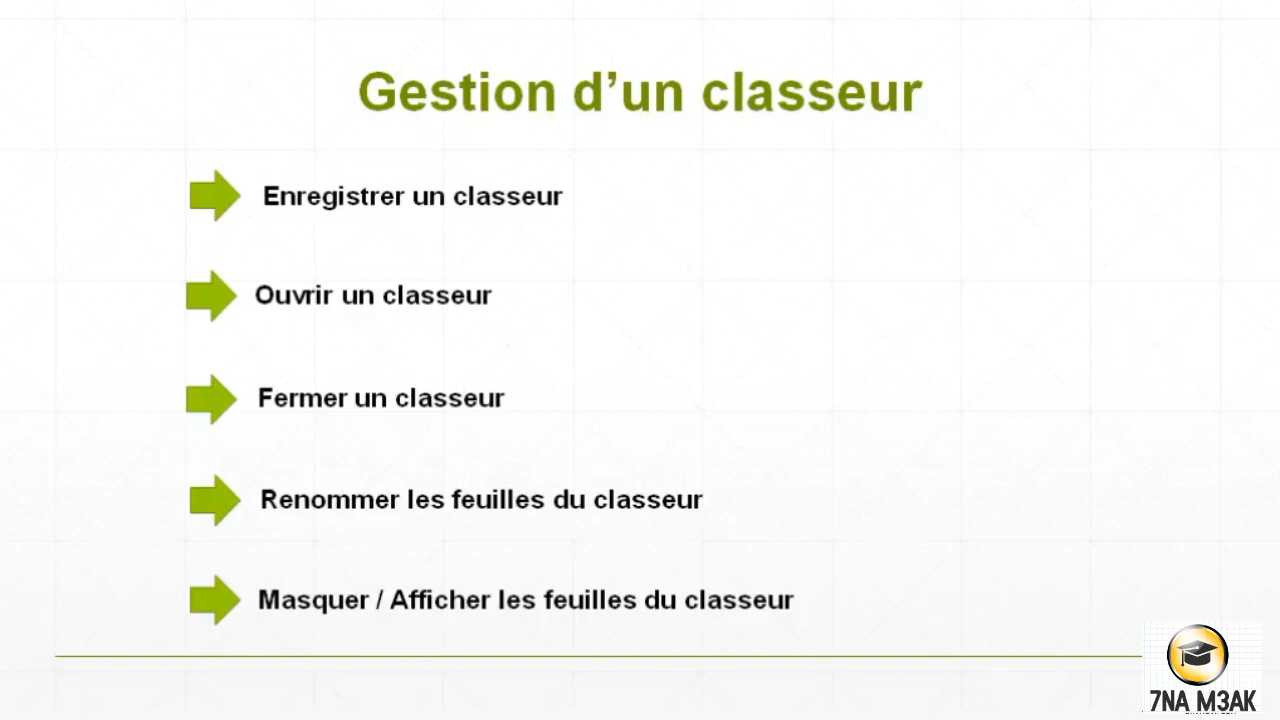 Gestion d’un classeur
Enregistrer un classeur
Ouvrir un classeur
Fermer un classeur
Renommer les feuilles du classeur
Masquer / Afficher les feuilles du classeur
7NA M3AK